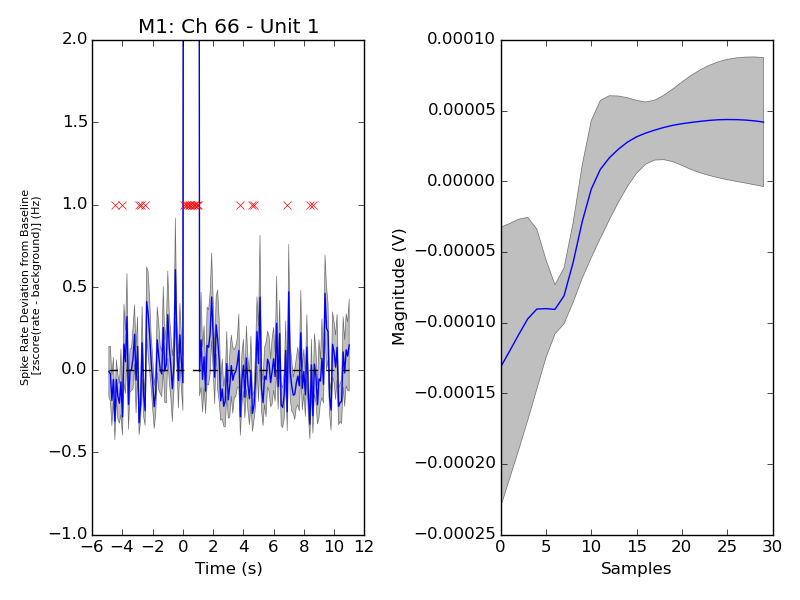 M1: Ch 66 - Unit 1
2.0
1.5
1.0
0.5
0.0
−0.5
−1.0
−6 −4 −2 0 2 4 6 8 10 12
Time (s)
Spike Rate Deviation from Baseline
[zscore(rate - background)] (Hz)
0.00010
0.00005
0.00000
−0.00005
−0.00010
−0.00015
−0.00020
−0.00025
0 5 10 15 20 25 30
Samples
Magnitude (V)